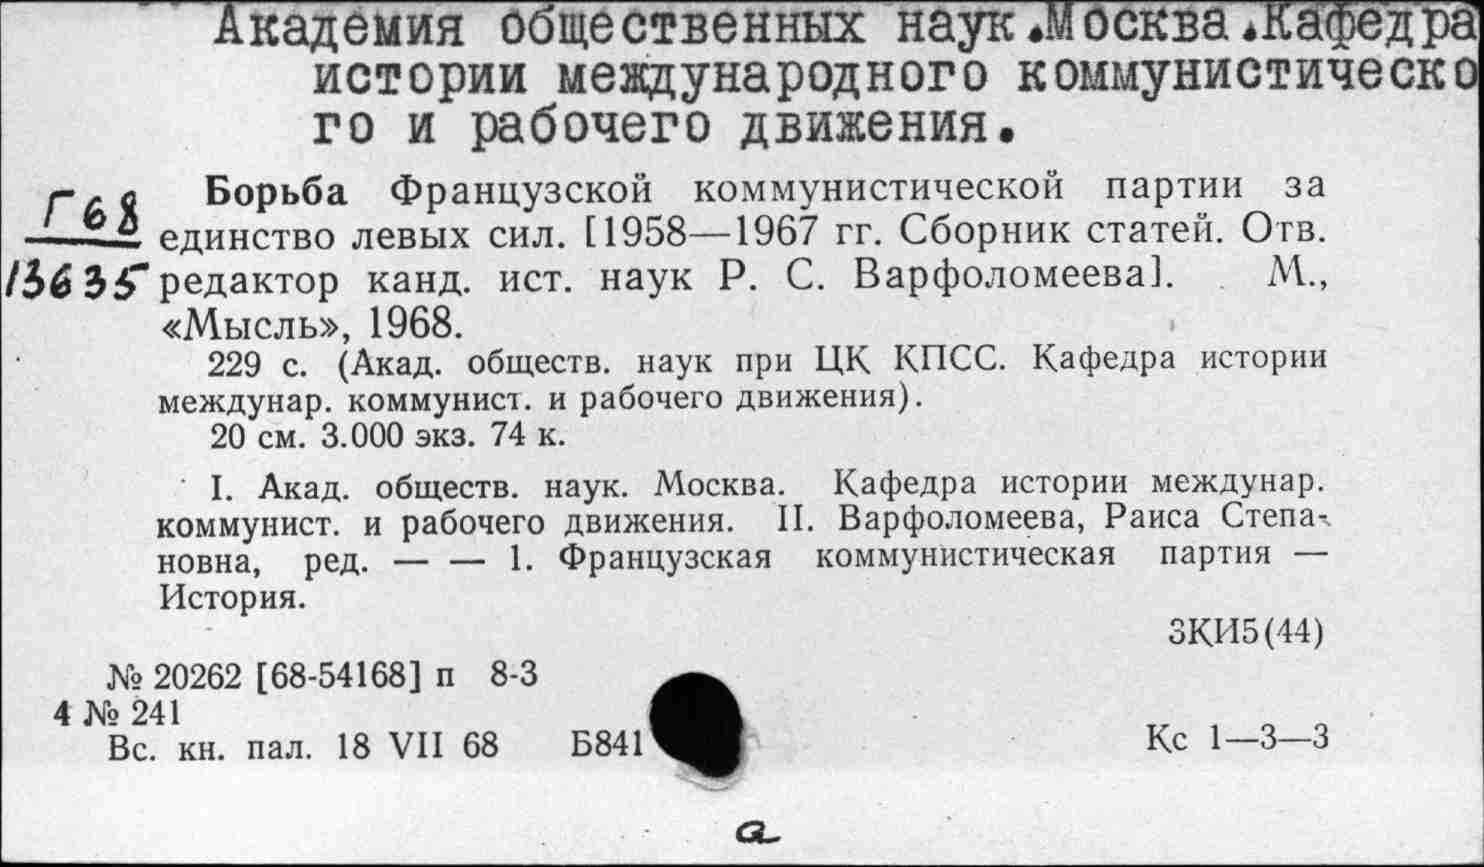 Академия общественных наук.Москва.Кафедра
истории международного коммунистическо
го и рабочего движения.
Г68
13635
Борьба Французской коммунистической партии за
единство левых сил. [1958—1967 гг. Сборник статей. Отв.
редактор канд. ист. наук Р. С. Варфоломеева]. М.,
«Мысль», 1968.
229 с. (Акад. обществ. наук при ЦК КПСС. Кафедра истории
междунар. коммунист. и рабочего движения).
20 см. 3.000 экз. 74 к.
I. Акад. обществ. наук. Москва. Кафедра истории междунар.
коммунист. и рабочего движения. II. Варфоломеева, Раиса Степа-
новна, ред. — — 1. Французская коммунистическая партия —
История.
3КИ5(44)
№ 20262 [68-54168] п 8-3
4 № 241
Вс. кн. пал. 18 VII 68 Б841
Кс 1—3—3
а